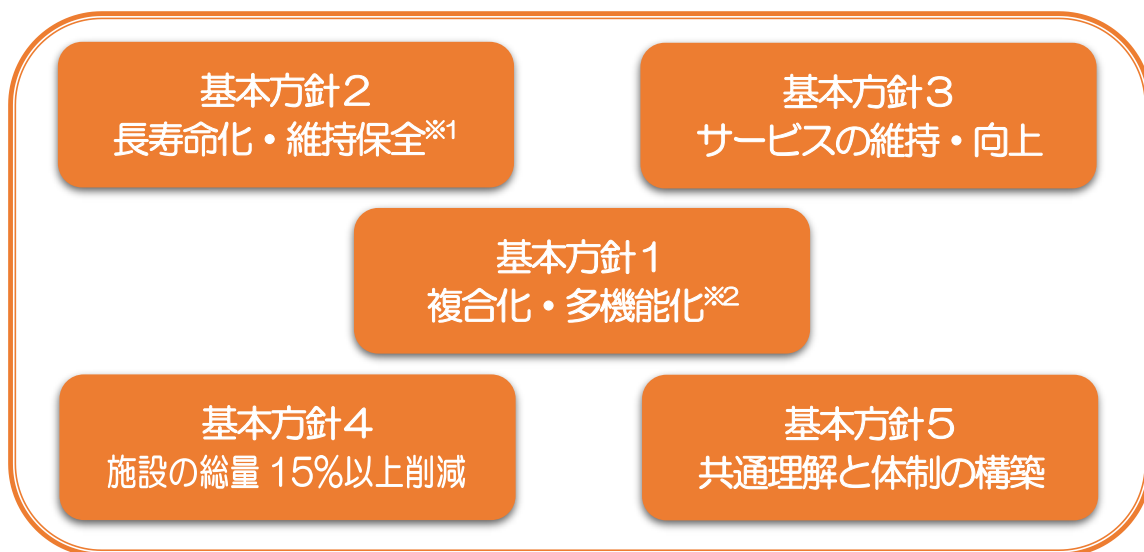 基本方針２
長寿命化・維持保全※1
基本方針３
サービスの維持・向上
基本方針１
複合化・多機能化※2
基本方針４
施設の総量 15%以上削減
基本方針５
共通理解と体制の構築